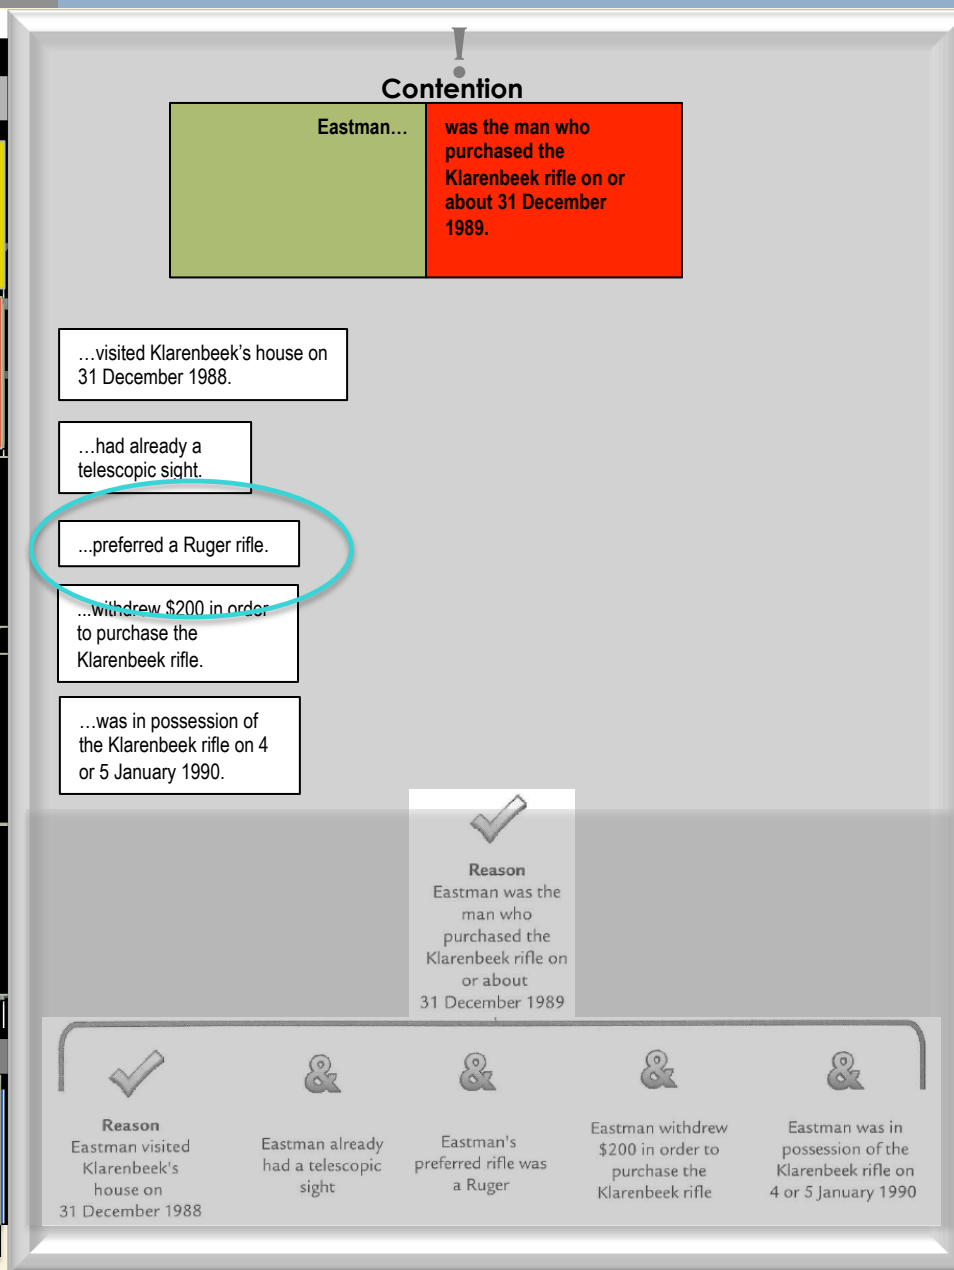 !
Contention
Eastman…
was the man who
purchased the
Klarenbeek rifle on or
about 31 December
1989.
…visited Klarenbeek’s house on
31 December 1988.
…had already a
telescopic sight.
...preferred a Ruger rifle.
...withdrew $200 in order
to purchase the
Klarenbeek rifle.
…was in possession of
the Klarenbeek rifle on 4
or 5 January 1990.
Reason
Eastman was the
man who
purchased the
Klarenbeek rifle on
or about
31 December 1989
& & & &
Reason
Eastman visited
Klarenbeek's
house on
31 December 1988
Eastman already
had a telescopic
sight
Eastman's
preferred rifle was
a Ruger
Eastman withdrew
$200 in order to
purchase the
Klarenbeek rifle
Eastman was in
possession of the
Klarenbeek rifle on
4 or 5 January 1990